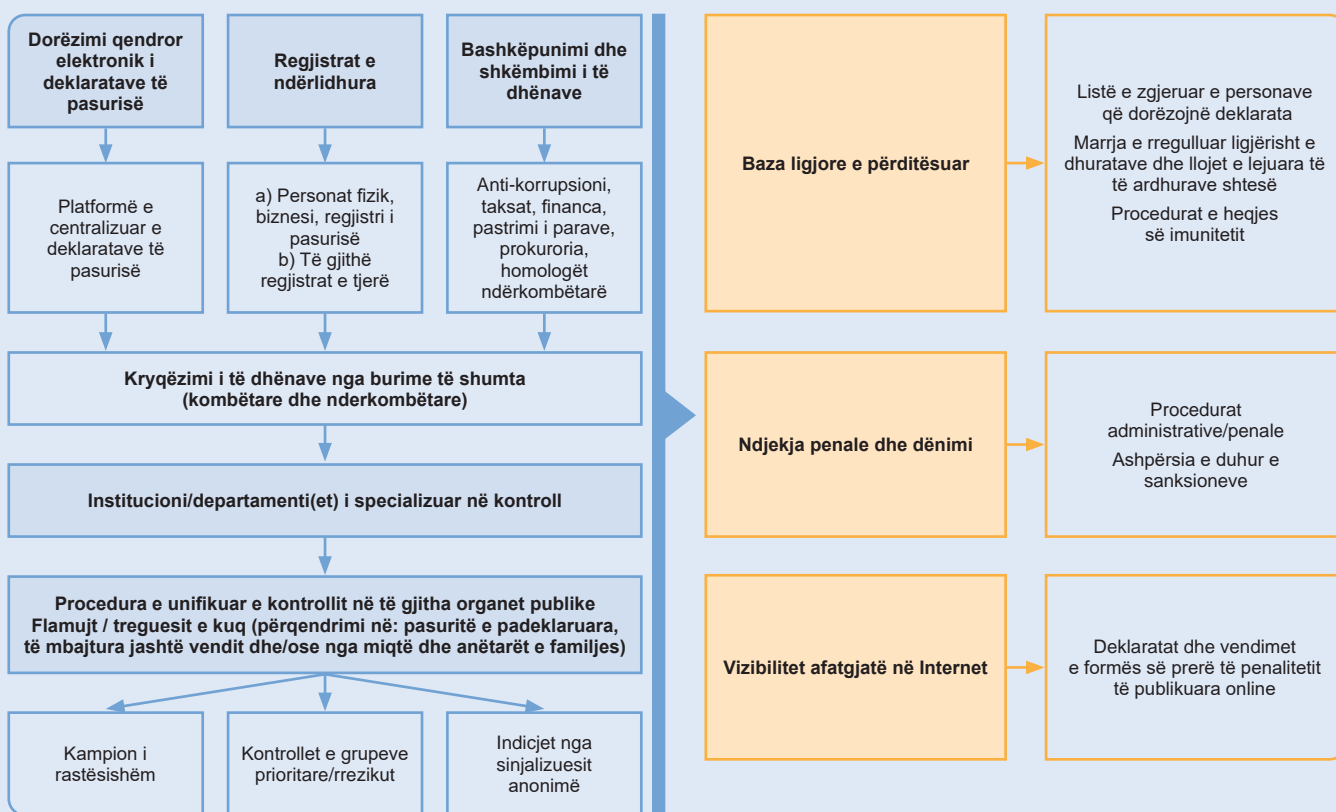 Dorëzimi qendror
elektronik i
deklaratave të
pasurisë
Regjistrat e
ndërlidhura
Bashkëpunimi dhe
shkëmbimi i të
dhënave
Platformë e
centralizuar e
deklaratave të
pasurisë
a) Personat fizik,
biznesi, regjistri i
pasurisë
b) Të gjithë
regjistrat e tjerë
Anti-korrupsioni,
taksat, financa,
pastrimi i parave,
prokuroria,
homologët
ndërkombëtarë
Kryqëzimi i të dhënave nga burime të shumta
(kombëtare dhe nderkombëtare)
Institucioni/departamenti(et) i specializuar në kontroll
Procedura e unifikuar e kontrollit në të gjitha organet publike
Flamujt / treguesit e kuq (përqendrimi në: pasuritë e padeklaruara,
të mbajtura jashtë vendit dhe/ose nga miqtë dhe anëtarët e familjes)
Kampion i
rastësishëm
Kontrollet e grupeve
prioritare/rrezikut
Indicjet nga
sinjalizuesit
anonimë
Baza ligjore e përditësuar
Listë e zgjeruar e personave
që dorëzojnë deklarata
Marrja e rregulluar ligjërisht e
dhuratave dhe llojet e lejuara të
të ardhurave shtesë
Procedurat e heqjes
së imunitetit
Ndjekja penale dhe dënimi
Procedurat
administrative/penale
Ashpërsia e duhur e
sanksioneve
Vizibilitet afatgjatë në Internet
Deklaratat dhe vendimet
e formës së prerë të penalitetit
të publikuara online